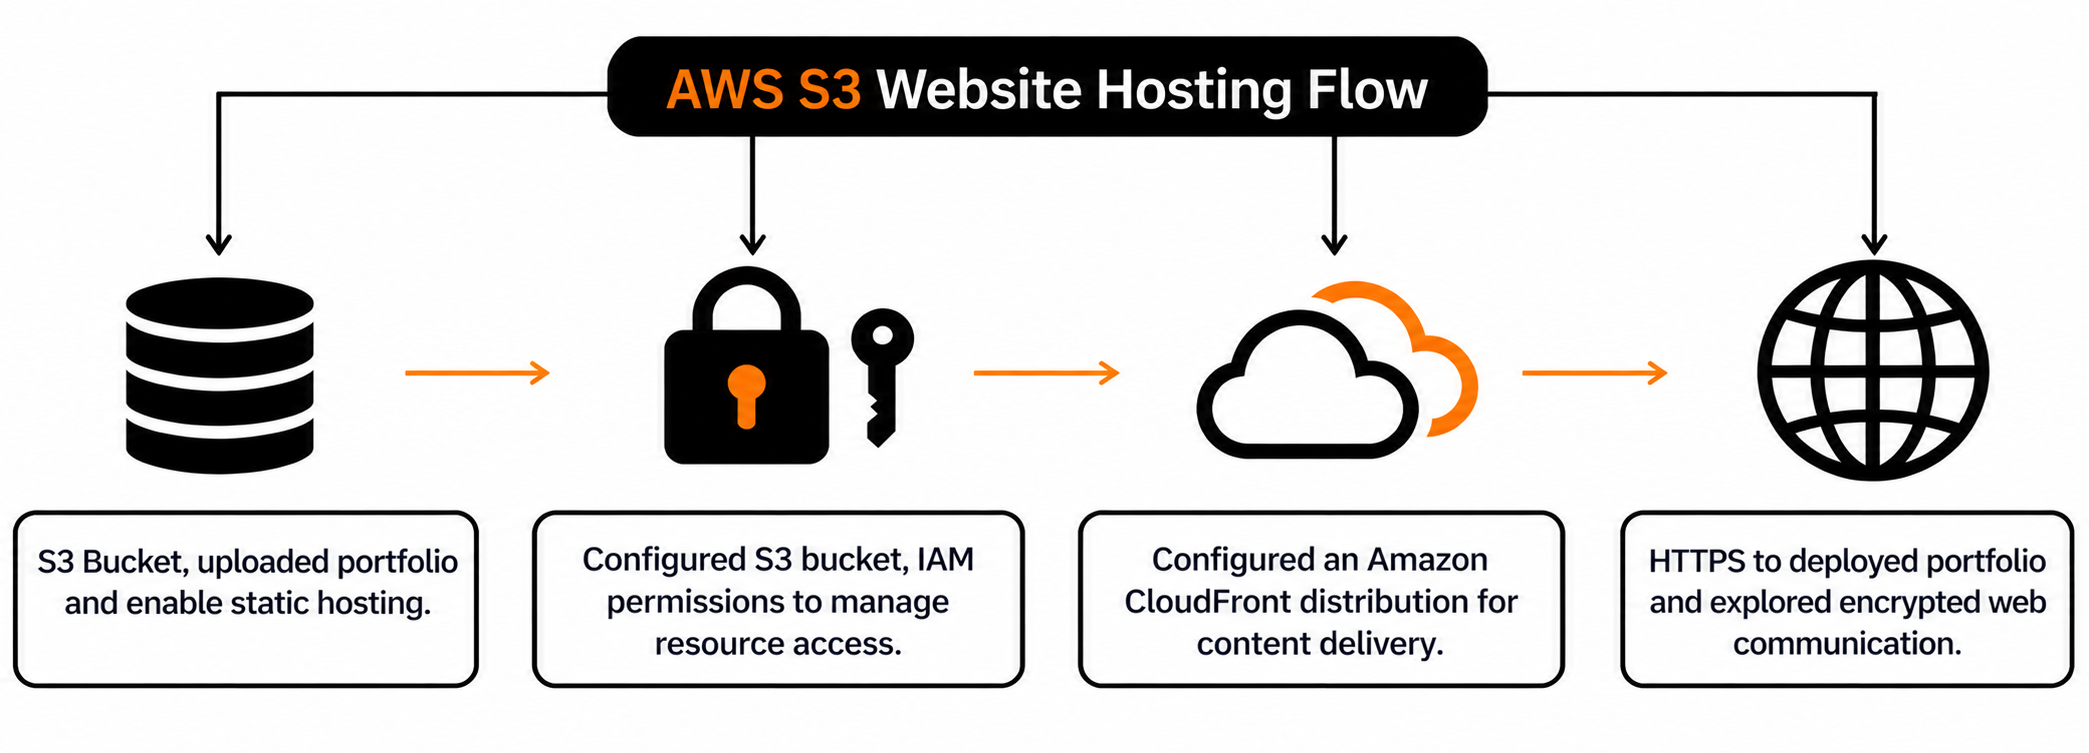 AWS S3 Website Hosting Flow
S3 Bucket, uploaded portfolio
and enable static hosting.
Configured S3 bucket, IAM
permissions to manage
resource access.
Configured an Amazon
CloudFront distribution for
content delivery.
HTTPS to deployed portfolio
and explored encrypted web
communication.